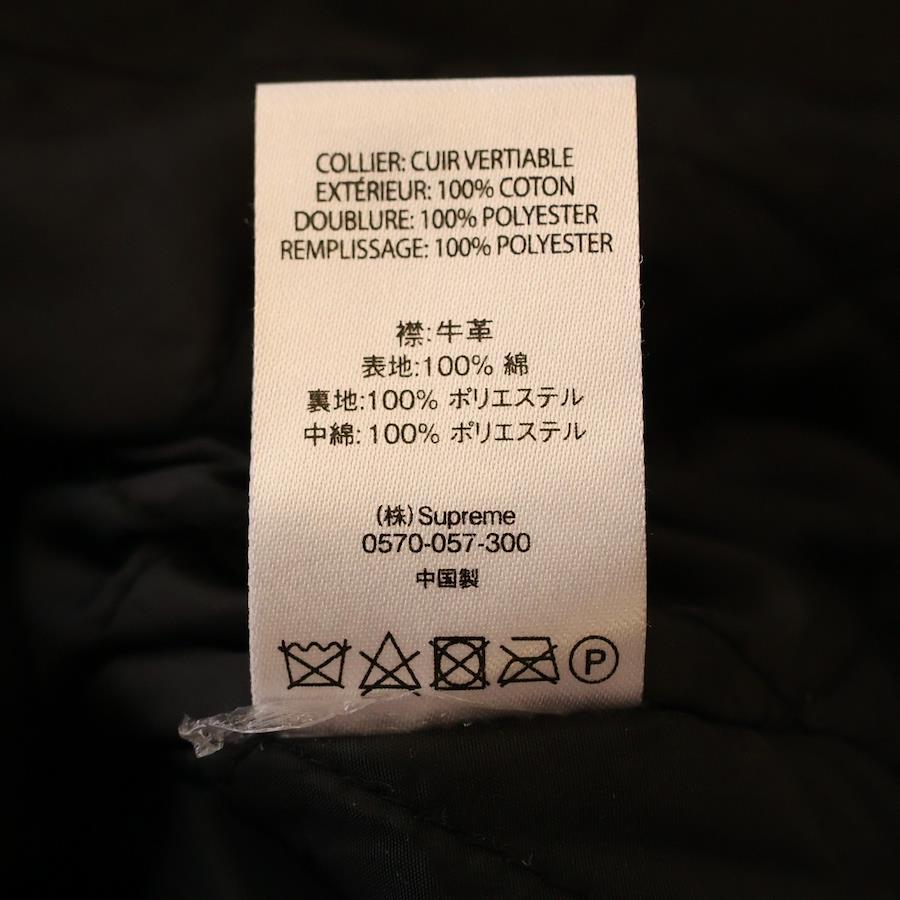 COLLIER: CUIR VERTIABLE
EXTÉRIEUR: 100% COTON
DOUBLURE: 100% POLYESTER
REMPLISSAGE: 100% POLYESTER
襟:牛革
表地:100% 綿
裏地:100% ポリエステル
中綿: 100% ポリエステル
(株)Supreme
0570-057-300
中国製
P